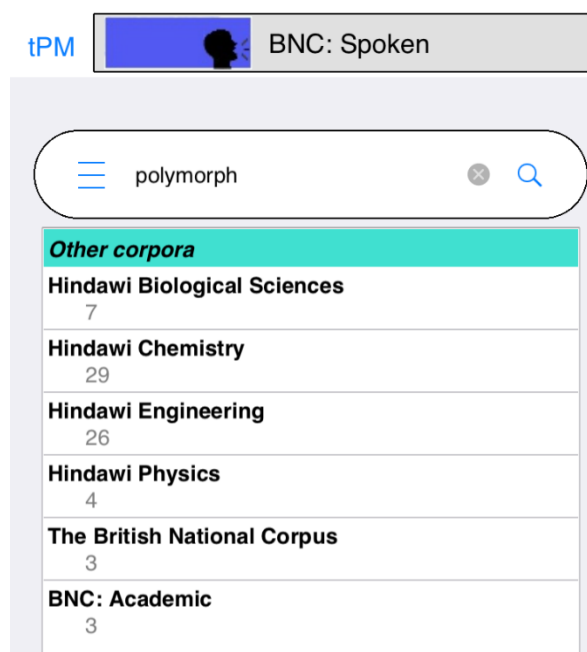 tPM
BNC: Spoken
polymorph
Other corpora
Hindawi Biological Sciences
7
Hindawi Chemistry
29
Hindawi Engineering
26
Hindawi Physics
4
The British National Corpus
3
BNC: Academic
3